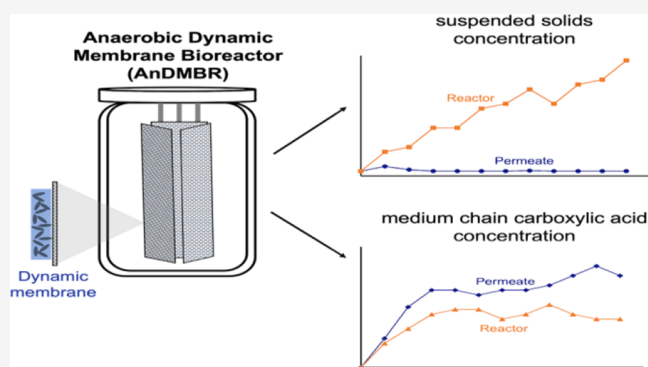 Anaerobic Dynamic
Membrane Bioreactor
(AnDMBR)
Dynamic
membrane
suspended solids
concentration
Reactor
Permeate
medium chain carboxylic acid
concentration
Permeate
Reactor